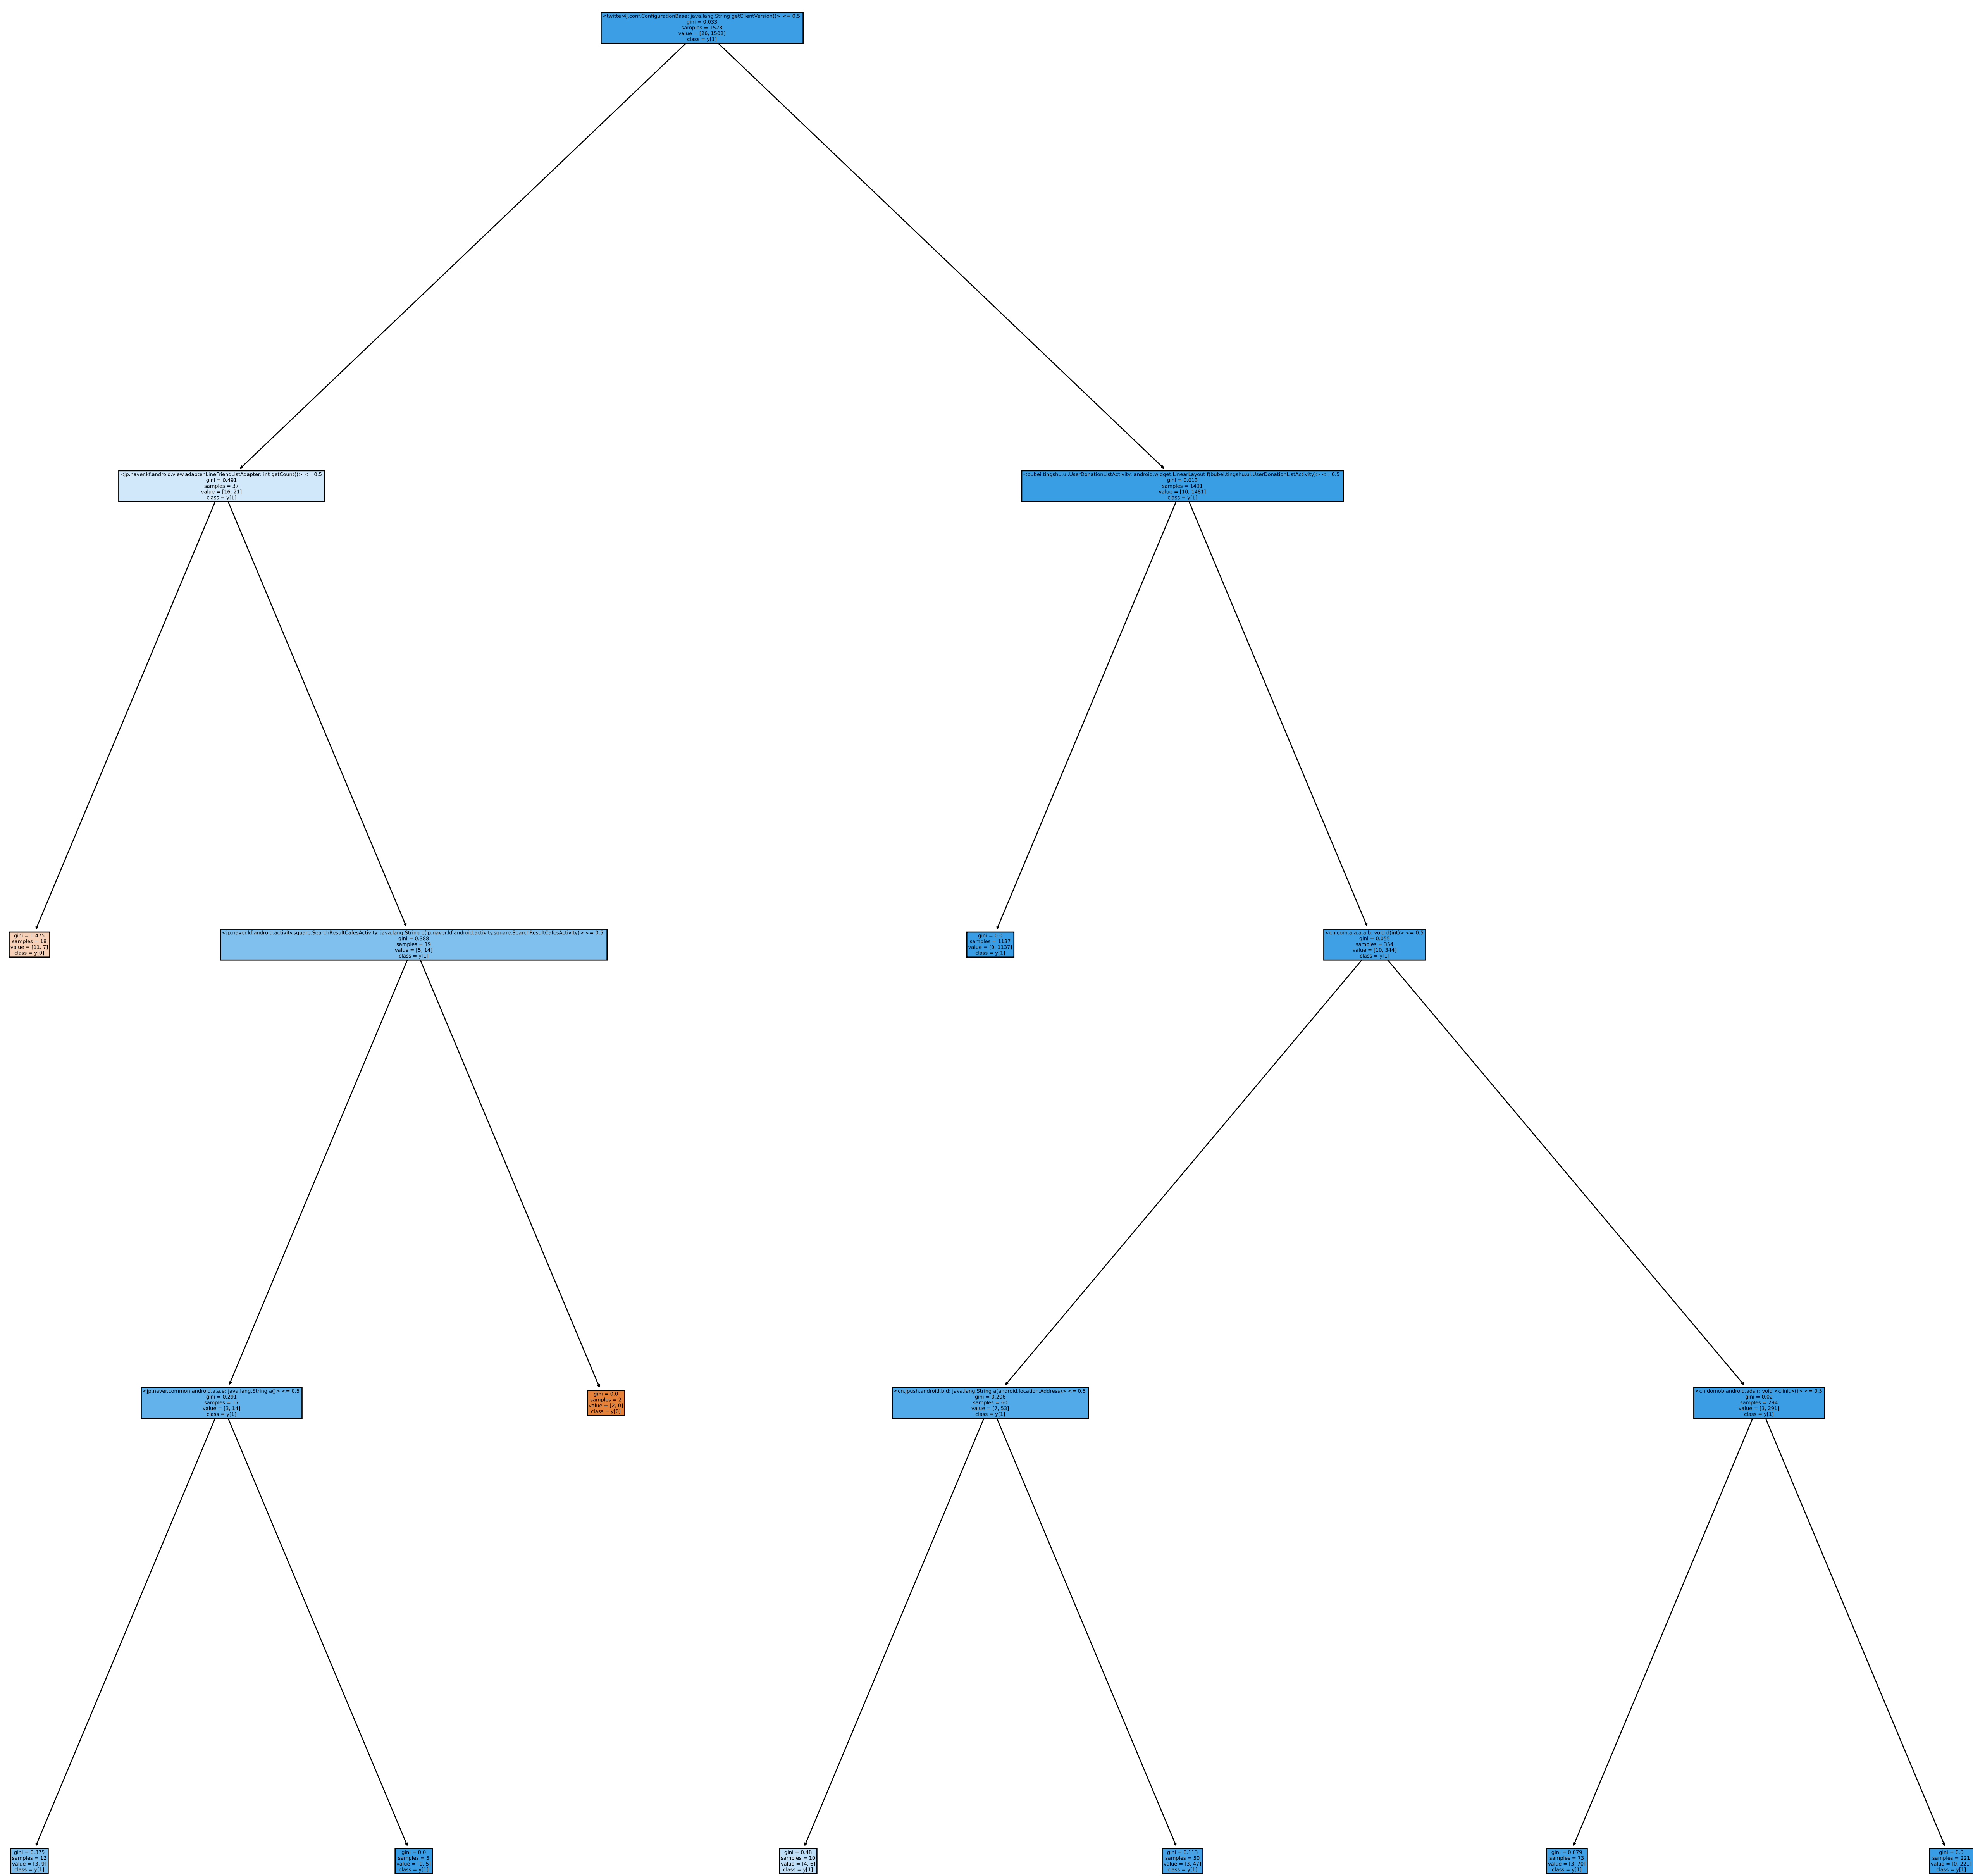 <twitter4j.conf.ConfigurationBase: java.lang.String getClientVersion()> <= 0.5
gini = 0.033
samples = 1528
value = [26, 1502]
class = y[1]
<jp.naver.kf.android.view.adapter.LineFriendListAdapter: int getCount()> <= 0.5
gini = 0.491
samples = 37
value = [16, 21]
class = y[1]
<bubei.tingshu.ui.UserDonationListActivity: android.widget.LinearLayout f(bubei.tingshu.ui.UserDonationListActivity)> <= 0.5
gini = 0.013
samples = 1491
value = [10, 1481]
class = y[1]
gini = 0.475
samples = 18
value = [11, 7]
class = y[0]
<jp.naver.kf.android.activity.square.SearchResultCafesActivity: java.lang.String e(jp.naver.kf.android.activity.square.SearchResultCafesActivity)> <= 0.5
gini = 0.388
samples = 19
value = [5, 14]
class = y[1]
gini = 0.0
samples = 1137
value = [0, 1137]
class = y[1]
<cn.com.a.a.a.a.b: void d(int)> <= 0.5
gini = 0.055
samples = 354
value = [10, 344]
class = y[1]
<jp.naver.common.android.a.a.e: java.lang.String a()> <= 0.5
gini = 0.291
samples = 17
value = [3, 14]
class = y[1]
gini = 0.0
samples = 2
value = [2, 0]
class = y[0]
<cn.jpush.android.b.d: java.lang.String a(android.location.Address)> <= 0.5
gini = 0.206
samples = 60
value = [7, 53]
class = y[1]
<cn.domob.android.ads.r: void <clinit>()> <= 0.5
gini = 0.02
samples = 294
value = [3, 291]
class = y[1]
gini = 0.375
samples = 12
value = [3, 9]
class = y[1]
gini = 0.0
samples = 5
value = [0, 5]
class = y[1]
gini = 0.48
samples = 10
value = [4, 6]
class = y[1]
gini = 0.113
samples = 50
value = [3, 47]
class = y[1]
gini = 0.079
samples = 73
value = [3, 70]
class = y[1]
gini = 0.0
samples = 221
value = [0, 221]
class = y[1]